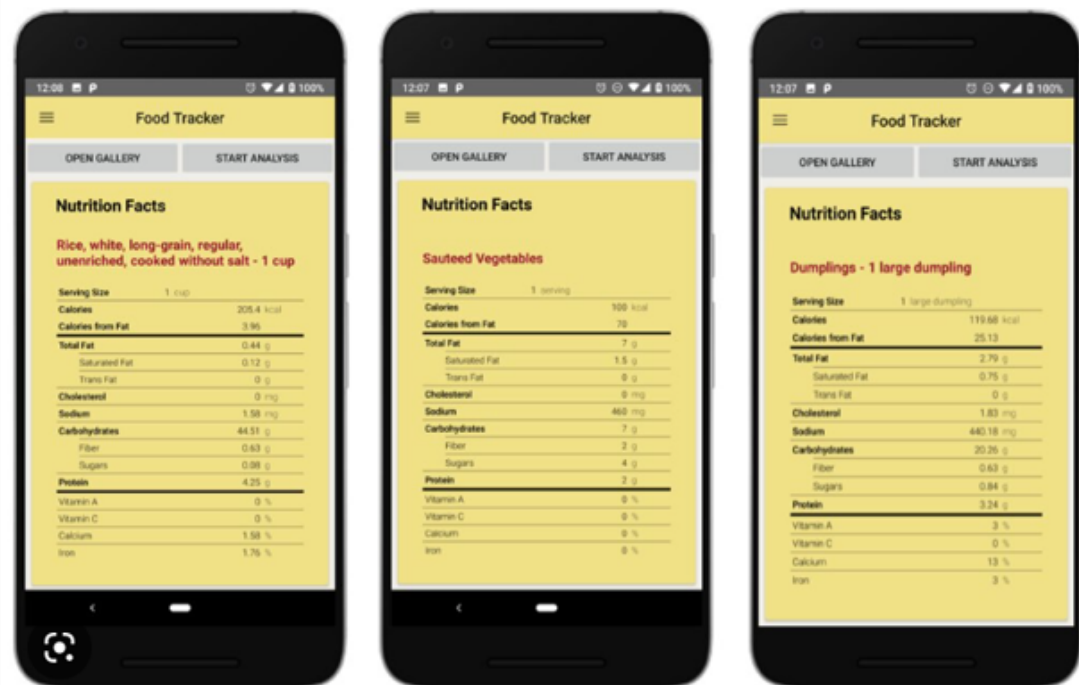 12:08 P 100%
Food Tracker
OPEN GALLERY START ANALYSIS
Nutrition Facts
Rice, white, long-grain, regular,
unenriched, cooked without salt - 1 cup
Serving Size 1 cup
Calories 205.4 kcal
Calories from Fat 3.96
Total Fat 0.44 g
Saturated Fat 0.12 g
Trans Fat 0 g
Cholesterol 0 mg
Sodium 1.58 mg
Carbohydrates 44.51 g
Fiber 0.63 g
Sugars 0.08 g
Protein 4.25 g
Vitamin A 0 %
Vitamin C 0 %
Calcium 1.58 %
Iron 1.76 %
12:07 P 100%
Food Tracker
OPEN GALLERY START ANALYSIS
Nutrition Facts
Sauteed Vegetables
Serving Size 1 serving
Calories 100 kcal
Calories from Fat 70
Total Fat 7 g
Saturated Fat 1.5 g
Trans Fat 0 g
Cholesterol 0 mg
Sodium 460 mg
Carbohydrates 7 g
Fiber 2 g
Sugars 4 g
Protein 2 g
Vitamin A 0 %
Vitamin C 0 %
Calcium 0 %
Iron 0 %
12:07 P 100%
Food Tracker
OPEN GALLERY START ANALYSIS
Nutrition Facts
Dumplings - 1 large dumpling
Serving Size 1 large dumpling
Calories 119.68 kcal
Calories from Fat 25.13
Total Fat 2.79 g
Saturated Fat 0.75 g
Trans Fat 0 g
Cholesterol 1.83 mg
Sodium 440.18 mg
Carbohydrates 20.26 g
Fiber 0.63 g
Sugars 0.84 g
Protein 3.24 g
Vitamin A 3 %
Vitamin C 0 %
Calcium 13 %
Iron 3 %